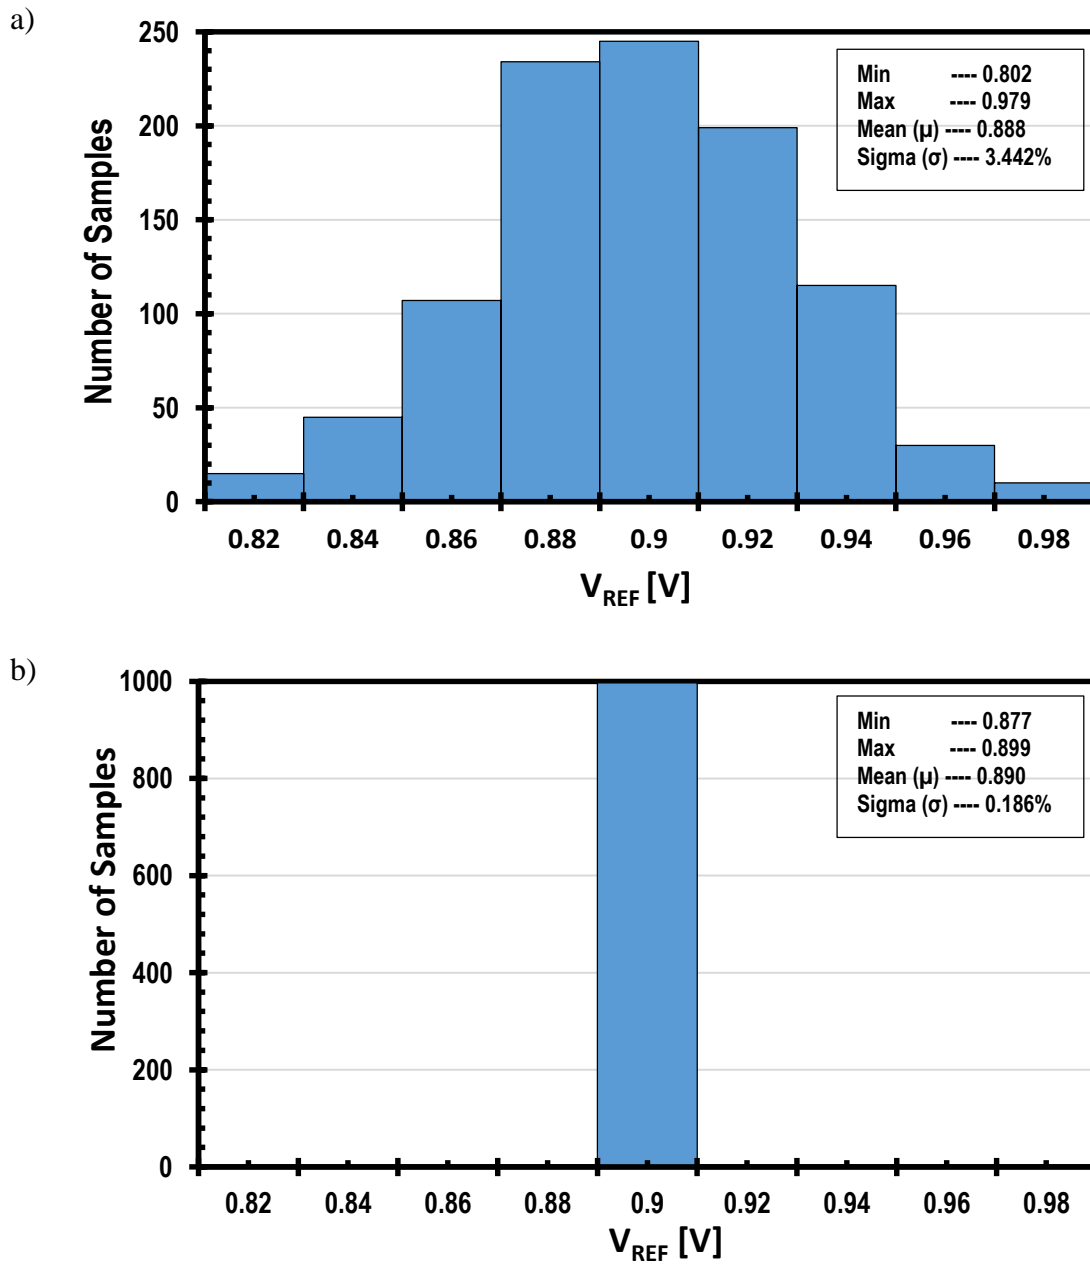 a)
250
200
150
100
50
0
Number of Samples
Min ---- 0.802
Max ---- 0.979
Mean (µ) ---- 0.888
Sigma (σ) ---- 3.442%
0.82 0.84 0.86 0.88 0.9 0.92 0.94 0.96 0.98
VREF [V]
b)
1000
800
600
400
200
0
Number of Samples
Min ---- 0.877
Max ---- 0.899
Mean (µ) ---- 0.890
Sigma (σ) ---- 0.186%
0.82 0.84 0.86 0.88 0.9 0.92 0.94 0.96 0.98
VREF [V]